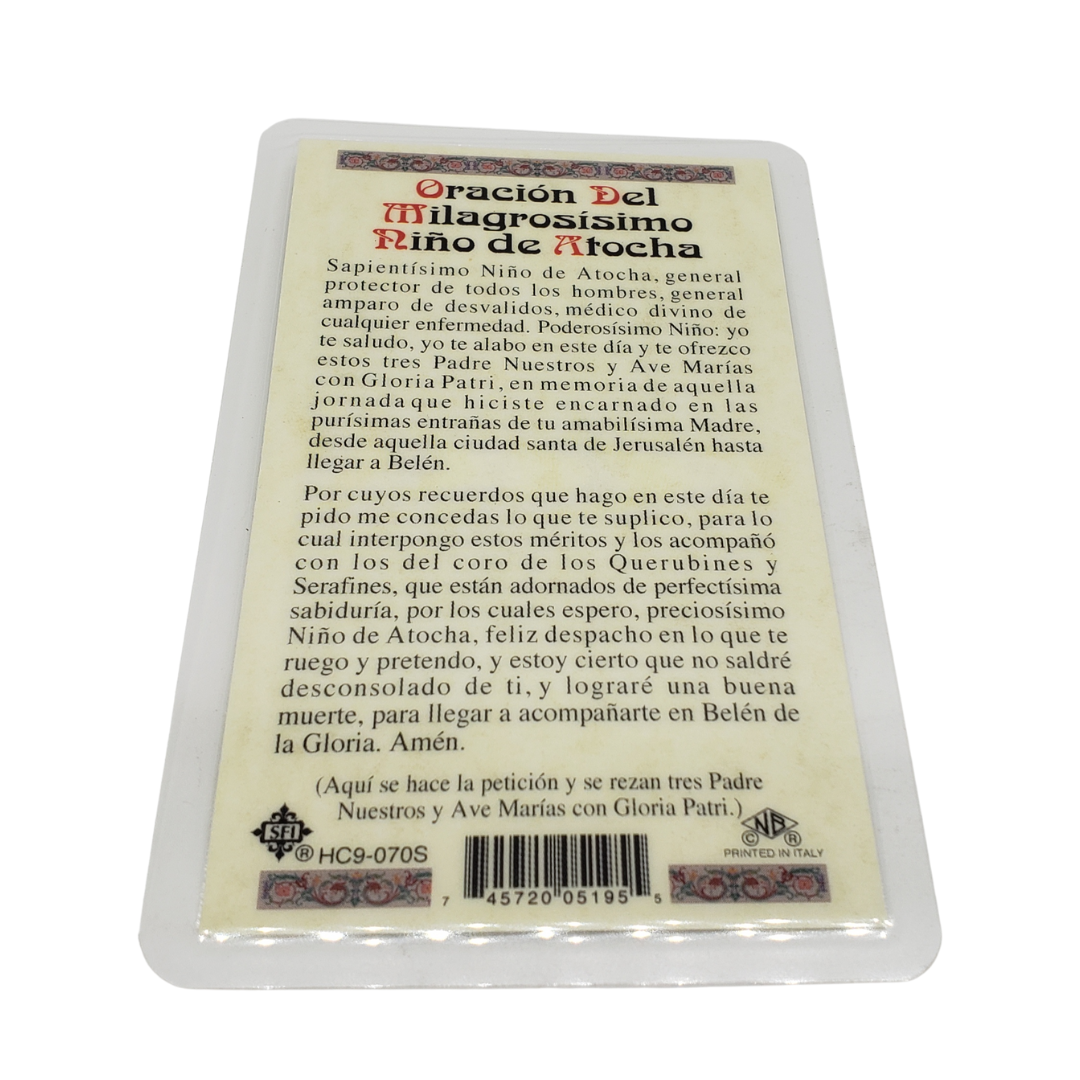 Oración Del
Milagrosísimo
Niño de Atocha
Sapientísimo Niño de Atocha, general
protector de todos los hombres, general
amparo de desvalidos, médico divino de
cualquier enfermedad. Poderosísimo Niño: yo
te saludo, yo te alabo en este día y te ofrezco
estos tres Padre Nuestros y Ave Marías
con Gloria Patri, en memoria de aquella
jornada que hiciste encarnado en las
purísimas entrañas de tu amabilísima Madre,
desde aquella ciudad santa de Jerusalén hasta
llegar a Belén.
Por cuyos recuerdos que hago en este día te
pido me concedas lo que te suplico, para lo
cual interpongo estos méritos y los acompañó
con los del coro de los Querubines y
Serafines, que están adornados de perfectísima
sabiduría, por los cuales espero, preciosísimo
Niño de Atocha, feliz despacho en lo que te
ruego y pretendo, y estoy cierto que no saldré
desconsolado de ti, y lograré una buena
muerte, para llegar a acompañarte en Belén de
la Gloria. Amén.
(Aquí se hace la petición y se rezan tres Padre
Nuestros y Ave Marías con Gloria Patri.)
SFI ® HC9-070S
NB © ®
PRINTED IN ITALY
7 45720 05195 5